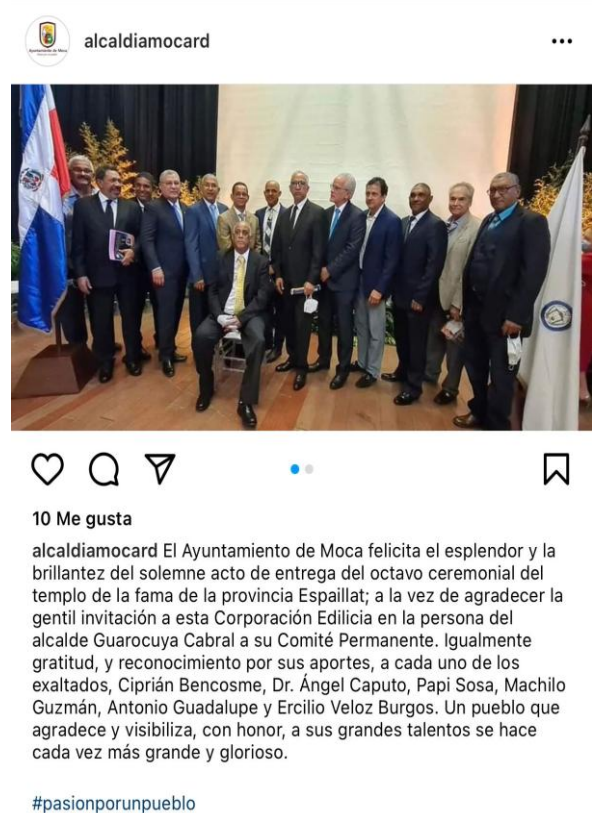 alcaldiamocard
10 Me gusta
alcaldiamocard El Ayuntamiento de Moca felicita el esplendor y la
brillantez del solemne acto de entrega del octavo ceremonial del
templo de la fama de la provincia Espaillat; a la vez de agradecer la
gentil invitación a esta Corporación Edilicia en la persona del
alcalde Guarocuya Cabral a su Comité Permanente. Igualmente
gratitud, y reconocimiento por sus aportes, a cada uno de los
exaltados, Ciprián Bencosme, Dr. Ángel Caputo, Papi Sosa, Machilo
Guzmán, Antonio Guadalupe y Ercilio Veloz Burgos. Un pueblo que
agradece y visibiliza, con honor, a sus grandes talentos se hace
cada vez más grande y glorioso.
#pasionporunpueblo